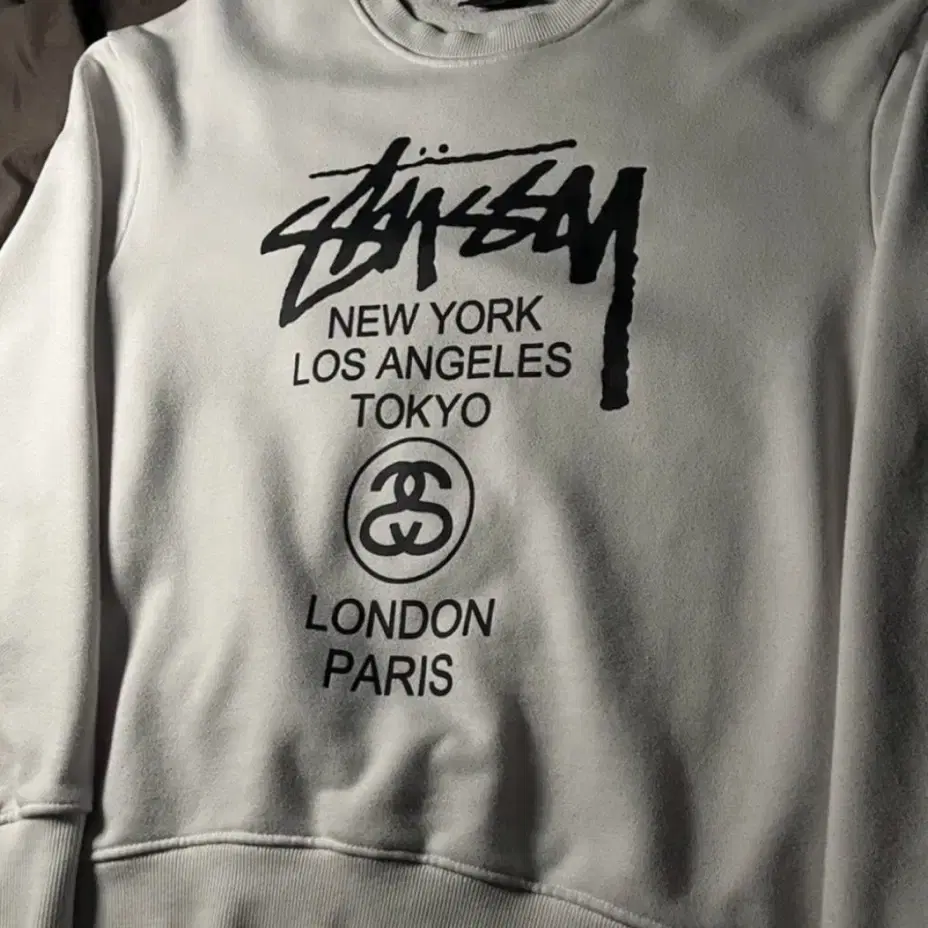 Stüssy
NEW YORK
LOS ANGELES
TOKYO
LONDON
PARIS